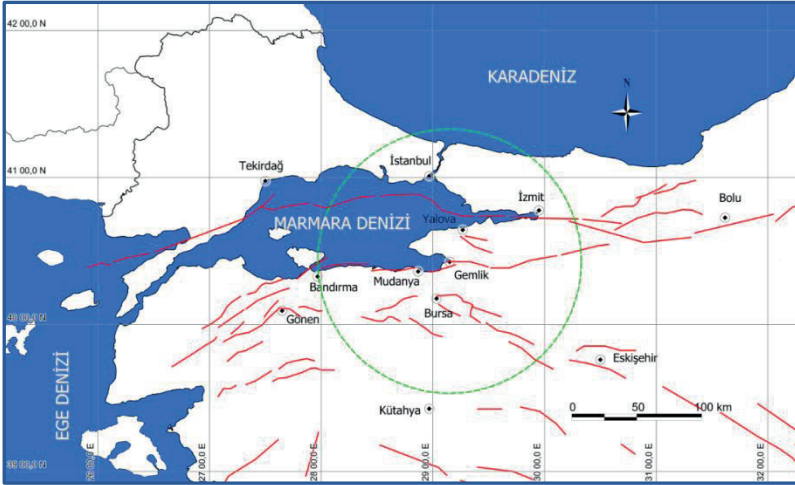 42 00,0 N
KARADENİZ
N
41 00,0 N
Tekirdağ
İstanbul
İzmit
Bolu
MARMARA DENİZİ
Yalova
Gemlik
Mudanya
Bandırma
40 00,0 N
Gönen
Bursa
Eskişehir
EGE DENİZİ
Kütahya
0 50 100 km
39 00,0 N
26 00,0 E
27 00,0 E
28 00,0 E
29 00,0 E
30 00,0 E
31 00,0 E
32 00,0 E